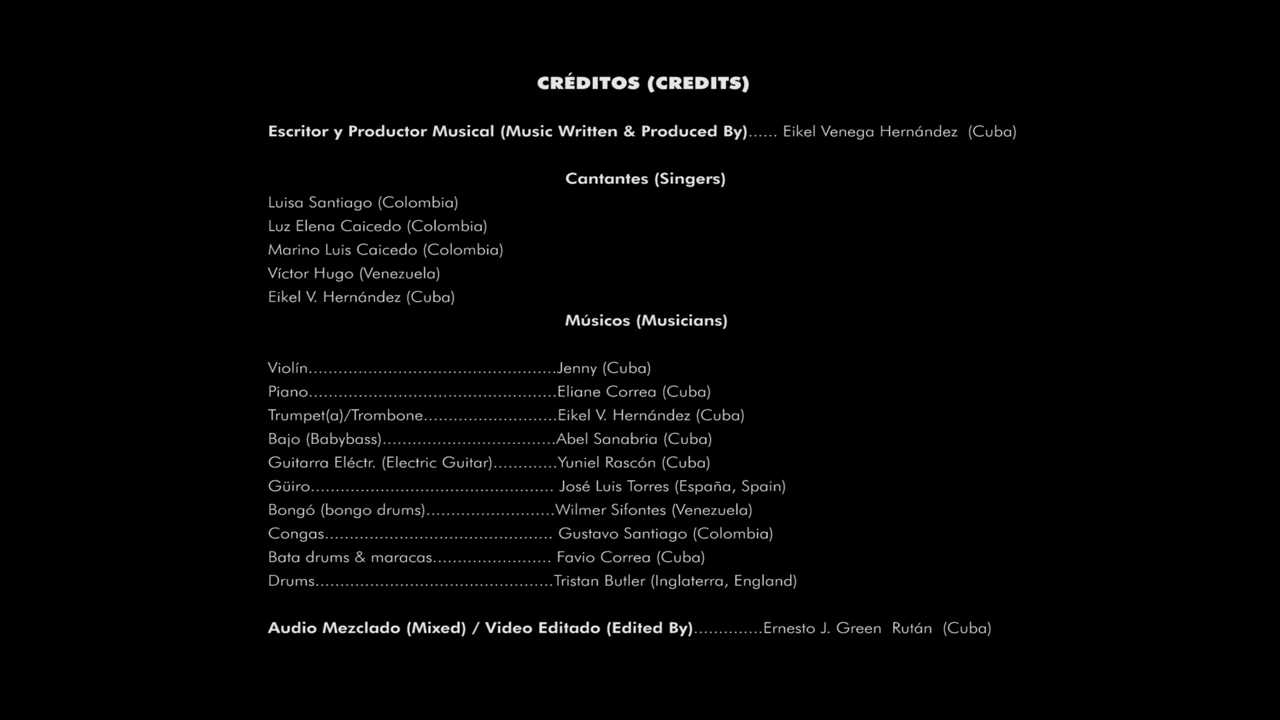 CRÉDITOS (CREDITS)
Escritor y Productor Musical (Music Written & Produced By)...... Eikel Venega Hernández (Cuba)
Cantantes (Singers)
Luisa Santiago (Colombia)
Luz Elena Caicedo (Colombia)
Marino Luis Caicedo (Colombia)
Víctor Hugo (Venezuela)
Eikel V. Hernández (Cuba)
Músicos (Musicians)
Violín..................................................Jenny (Cuba)
Piano..................................................Eliane Correa (Cuba)
Trumpet(a)/Trombone...........................Eikel V. Hernández (Cuba)
Bajo (Babybass)...................................Abel Sanabria (Cuba)
Guitarra Eléctr. (Electric Guitar).............Yuniel Rascón (Cuba)
Güiro................................................. José Luis Torres (España, Spain)
Bongó (bongo drums)..........................Wilmer Sifontes (Venezuela)
Congas.............................................. Gustavo Santiago (Colombia)
Bata drums & maracas........................ Favio Correa (Cuba)
Drums................................................Tristan Butler (Inglaterra, England)
Audio Mezclado (Mixed) / Video Editado (Edited By)..............Ernesto J. Green Rután (Cuba)